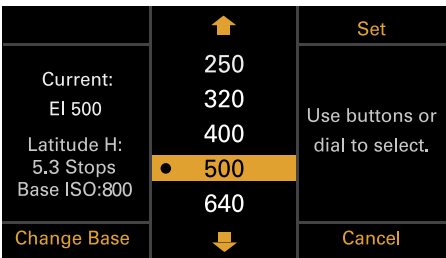 Current:
EI 500
Latitude H:
5.3 Stops
Base ISO:800
Change Base
250
320
400
500
640
Set
Use buttons or
dial to select.
Cancel